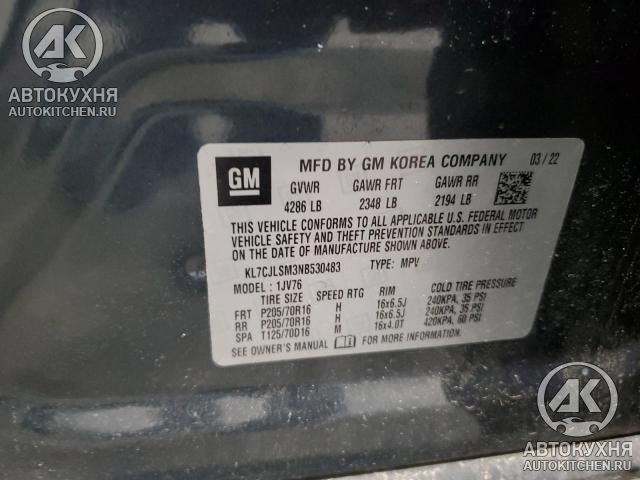 АК
АВТОКУХНЯ
AUTOKITCHEN.RU
GM
MFD BY GM KOREA COMPANY 03/22
GVWR GAWR FRT GAWR RR
4286 LB 2348 LB 2194 LB
THIS VEHICLE CONFORMS TO ALL APPLICABLE U.S. FEDERAL MOTOR
VEHICLE SAFETY AND THEFT PREVENTION STANDARDS IN EFFECT
ON THE DATE OF MANUFACTURE SHOWN ABOVE.
KL7CJLSM3NB530483 TYPE: MPV
MODEL: 1JV76
TIRE SIZE SPEED RTG RIM COLD TIRE PRESSURE
FRT P205/70R16 H 16x6.5J 240KPA, 35 PSI
RR P205/70R16 H 16x6.5J 240KPA, 35 PSI
SPA T125/70D16 M 16x4.0T 420KPA, 60 PSI
SEE OWNER'S MANUAL FOR MORE INFORMATION
АК
АВТОКУХНЯ
AUTOKITCHEN.RU